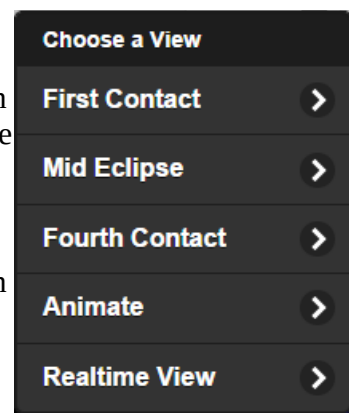 Choose a View
First Contact
Mid Eclipse
Fourth Contact
Animate
Realtime View